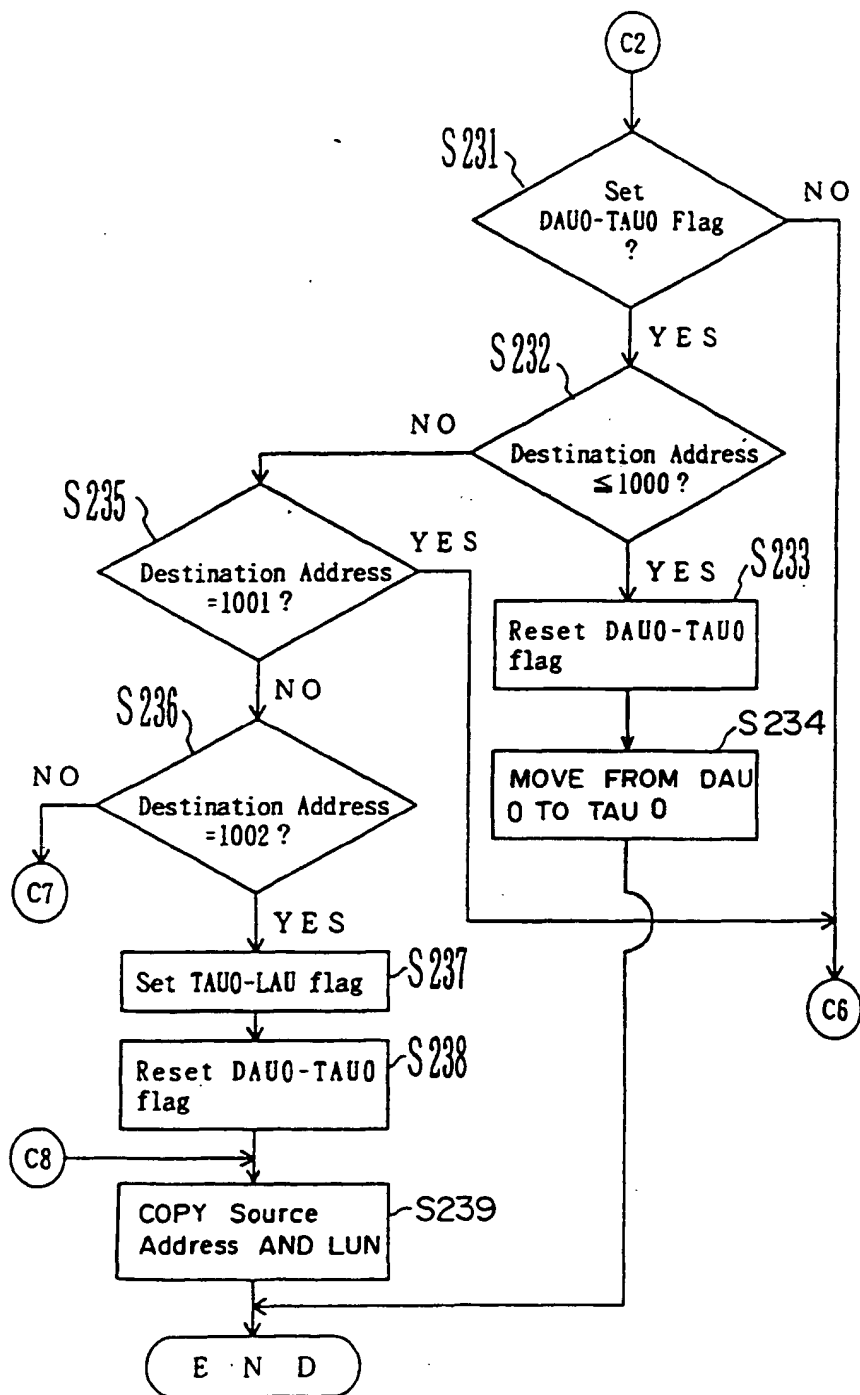 C2
S231
Set
DAU0-TAU0 Flag
?
NO
YES
S232
NO
Destination Address
≦1000?
S235
YES
YES
S233
Destination Address
=1001?
Reset DAU0-TAU0
flag
NO
S236
S234
NO
MOVE FROM DAU
0 TO TAU 0
Destination Address
=1002?
C7
YES
Set TAU0-LAU flag
S237
C6
Reset DAU0-TAU0
flag
S238
C8
COPY Source
Address AND LUN
S239
END